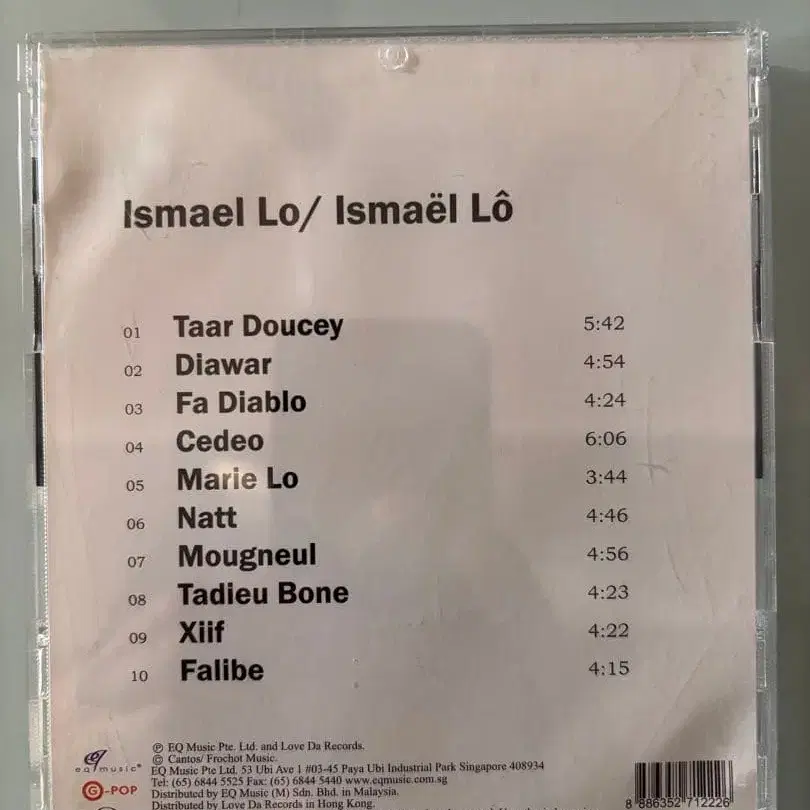 Ismael Lo/ Ismaël Lô
01 Taar Doucey 5:42
02 Diawar 4:54
03 Fa Diablo 4:24
04 Cedeo 6:06
05 Marie Lo 3:44
06 Natt 4:46
07 Mougneul 4:56
08 Tadieu Bone 4:23
09 Xiif 4:22
10 Falibe 4:15
eq music
G-POP
℗ EQ Music Pte. Ltd. and Love Da Records.
© Cantos/ Frochot Music.
EQ Music Pte Ltd. 53 Ubi Ave 1 #03-45 Paya Ubi Industrial Park Singapore 408934
Tel: (65) 6844 5525 Fax: (65) 6844 5440 www.eqmusic.com.sg
Distributed by EQ Music (M) Sdn. Bhd. in Malaysia.
Distributed by Love Da Records in Hong Kong.
8 886352 712226